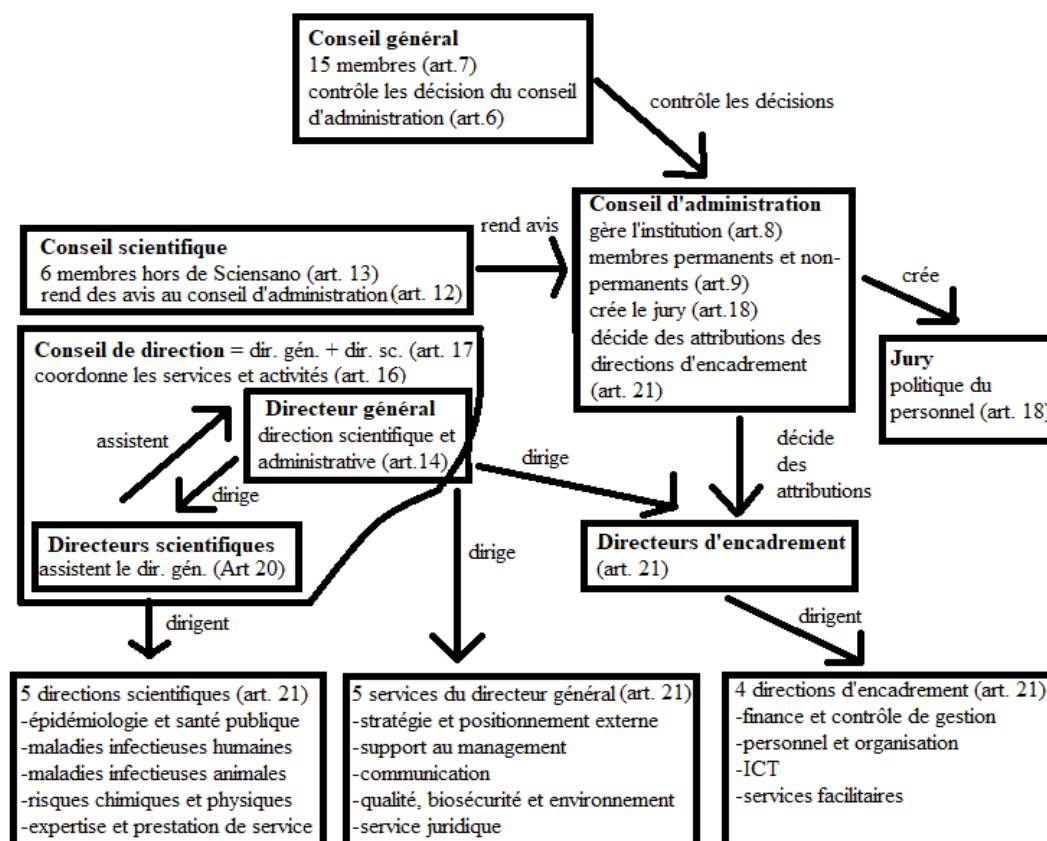 Conseil général
15 membres (art.7)
contrôle les décision du conseil
d'administration (art.6)
contrôle les décisions
Conseil d'administration
gère l'institution (art.8)
membres permanents et non-
permanents (art.9)
crée le jury (art.18)
décide des attributions des
directions d'encadrement
(art. 21)
rend avis
Conseil scientifique
6 membres hors de Sciensano (art. 13)
rend des avis au conseil d'administration (art. 12)
crée
Jury
politique du
personnel (art. 18)
Conseil de direction = dir. gén. + dir. sc. (art. 17
coordonne les services et activités (art. 16)
Directeur général
direction scientifique et
administrative (art.14)
assistent
dirige
dirige
décide
des
attributions
Directeurs scientifiques
assistent le dir. gén. (Art 20)
dirige
Directeurs d'encadrement
(art. 21)
dirigent
dirigent
5 directions scientifiques (art. 21)
-épidémiologie et santé publique
-maladies infectieuses humaines
-maladies infectieuses animales
-risques chimiques et physiques
-expertise et prestation de service
5 services du directeur général (art. 21)
-stratégie et positionnement externe
-support au management
-communication
-qualité, biosécurité et environnement
-service juridique
4 directions d'encadrement (art. 21)
-finance et contrôle de gestion
-personnel et organisation
-ICT
-services facilitaires